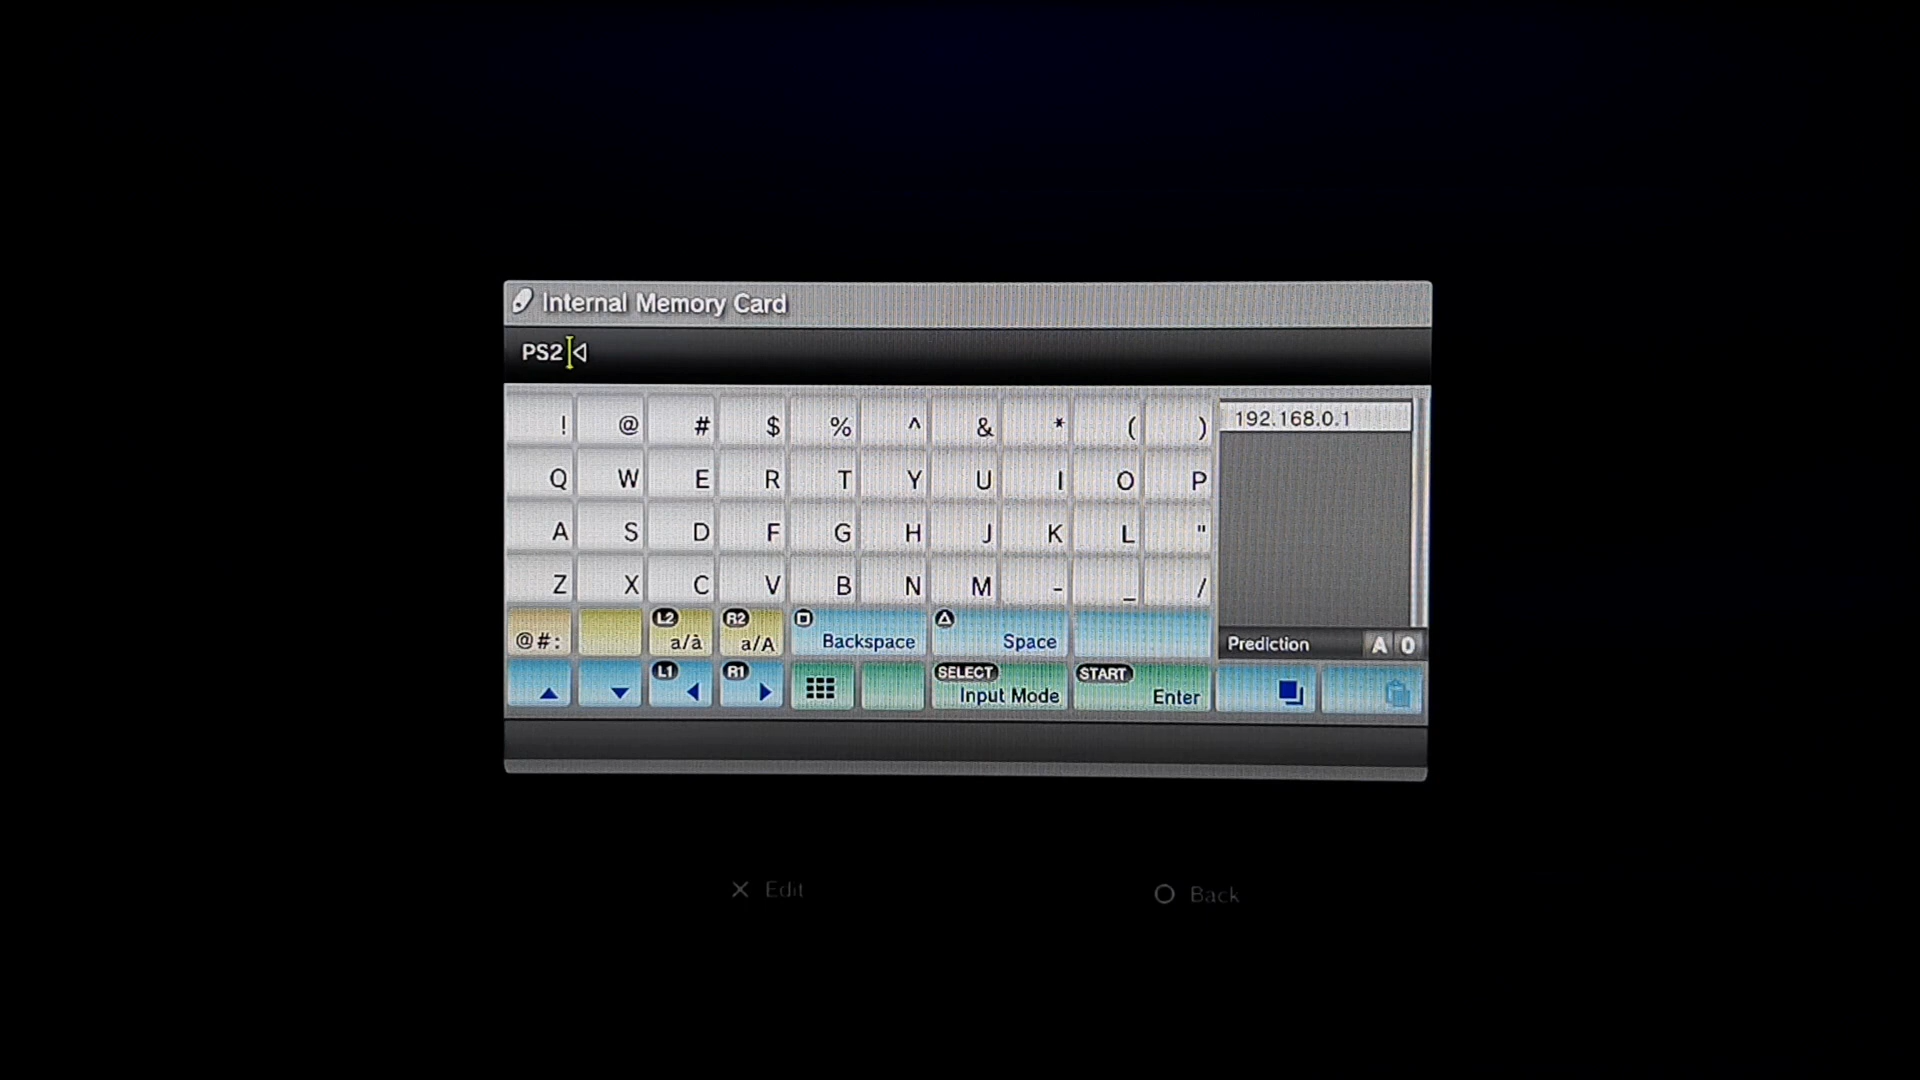 Internal Memory Card
PS2
! @ # $ % ^ & * ( )
192.168.0.1
Q W E R T Y U I O P
A S D F G H J K L "
Z X C V B N M - _ /
@#: L2 a/à R2 a/A Backspace Space
Prediction A 0
L1 R1 SELECT Input Mode START Enter
Edit Back